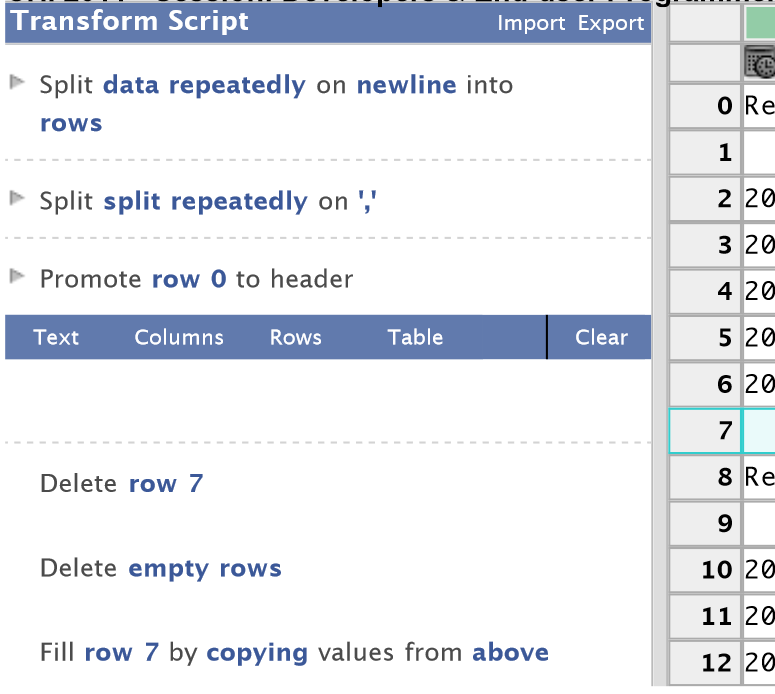 Transform Script Import Export
Split data repeatedly on newline into
rows
Split split repeatedly on ','
Promote row 0 to header
Text Columns Rows Table Clear
Delete row 7
Delete empty rows
Fill row 7 by copying values from above
0 Re
1
2 20
3 20
4 20
5 20
6 20
7
8 Re
9
10 20
11 20
12 20